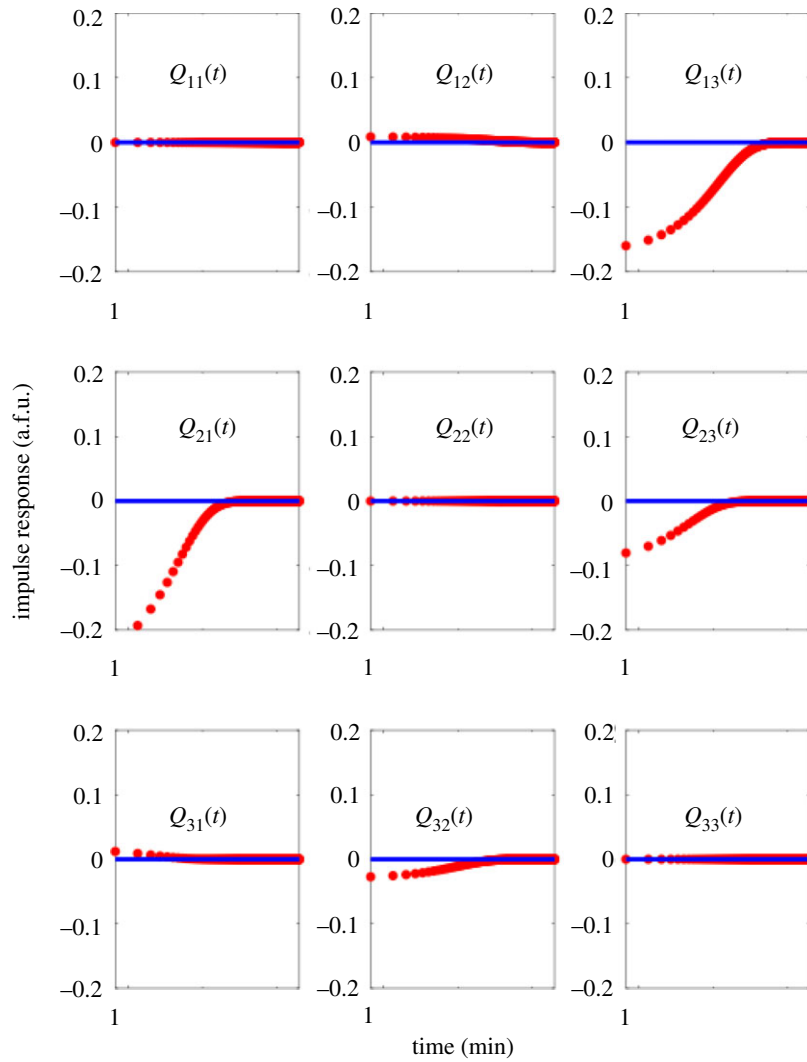 0.2 0.2 0.2
Q11(t) Q12(t) Q13(t)
0.1 0.1 0.1
0 0 0
–0.1 –0.1 –0.1
–0.2 –0.2 –0.2
1 1 1
impulse response (a.f.u.)
0.2 0.2 0.2
Q21(t) Q22(t) Q23(t)
0.1 0.1 0.1
0 0 0
–0.1 –0.1 –0.1
–0.2 –0.2 –0.2
1 1 1
0.2 0.2 0.2
0.1 0.1 0.1
Q31(t) Q32(t) Q33(t)
0 0 0
–0.1 –0.1 –0.1
–0.2 –0.2 –0.2
1 1 1
time (min)